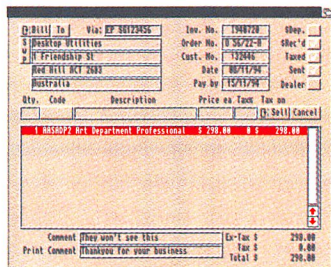 Bill To Via: EP SG123456 Inv. No. 1940720 $Dep.
Desktop Utilities Order No. U 56/22-A $Rec'd
1 Friendship St Cust. No. 132446 Taxed
Red Hill ACT 2603 Date 08/11/94 Sent
Australia Pay by 15/11/94 Dealer
Qty. Code Description Price ea. Tax% Tax on
Sell Cancel
1 AASADP2 Art Department Professional $ 298.00 0 $ 298.00
Comment They won't see this Ex-Tax $ 298.00
Tax $ 0.00
Print Comment Thankyou for your business
Total $ 298.00